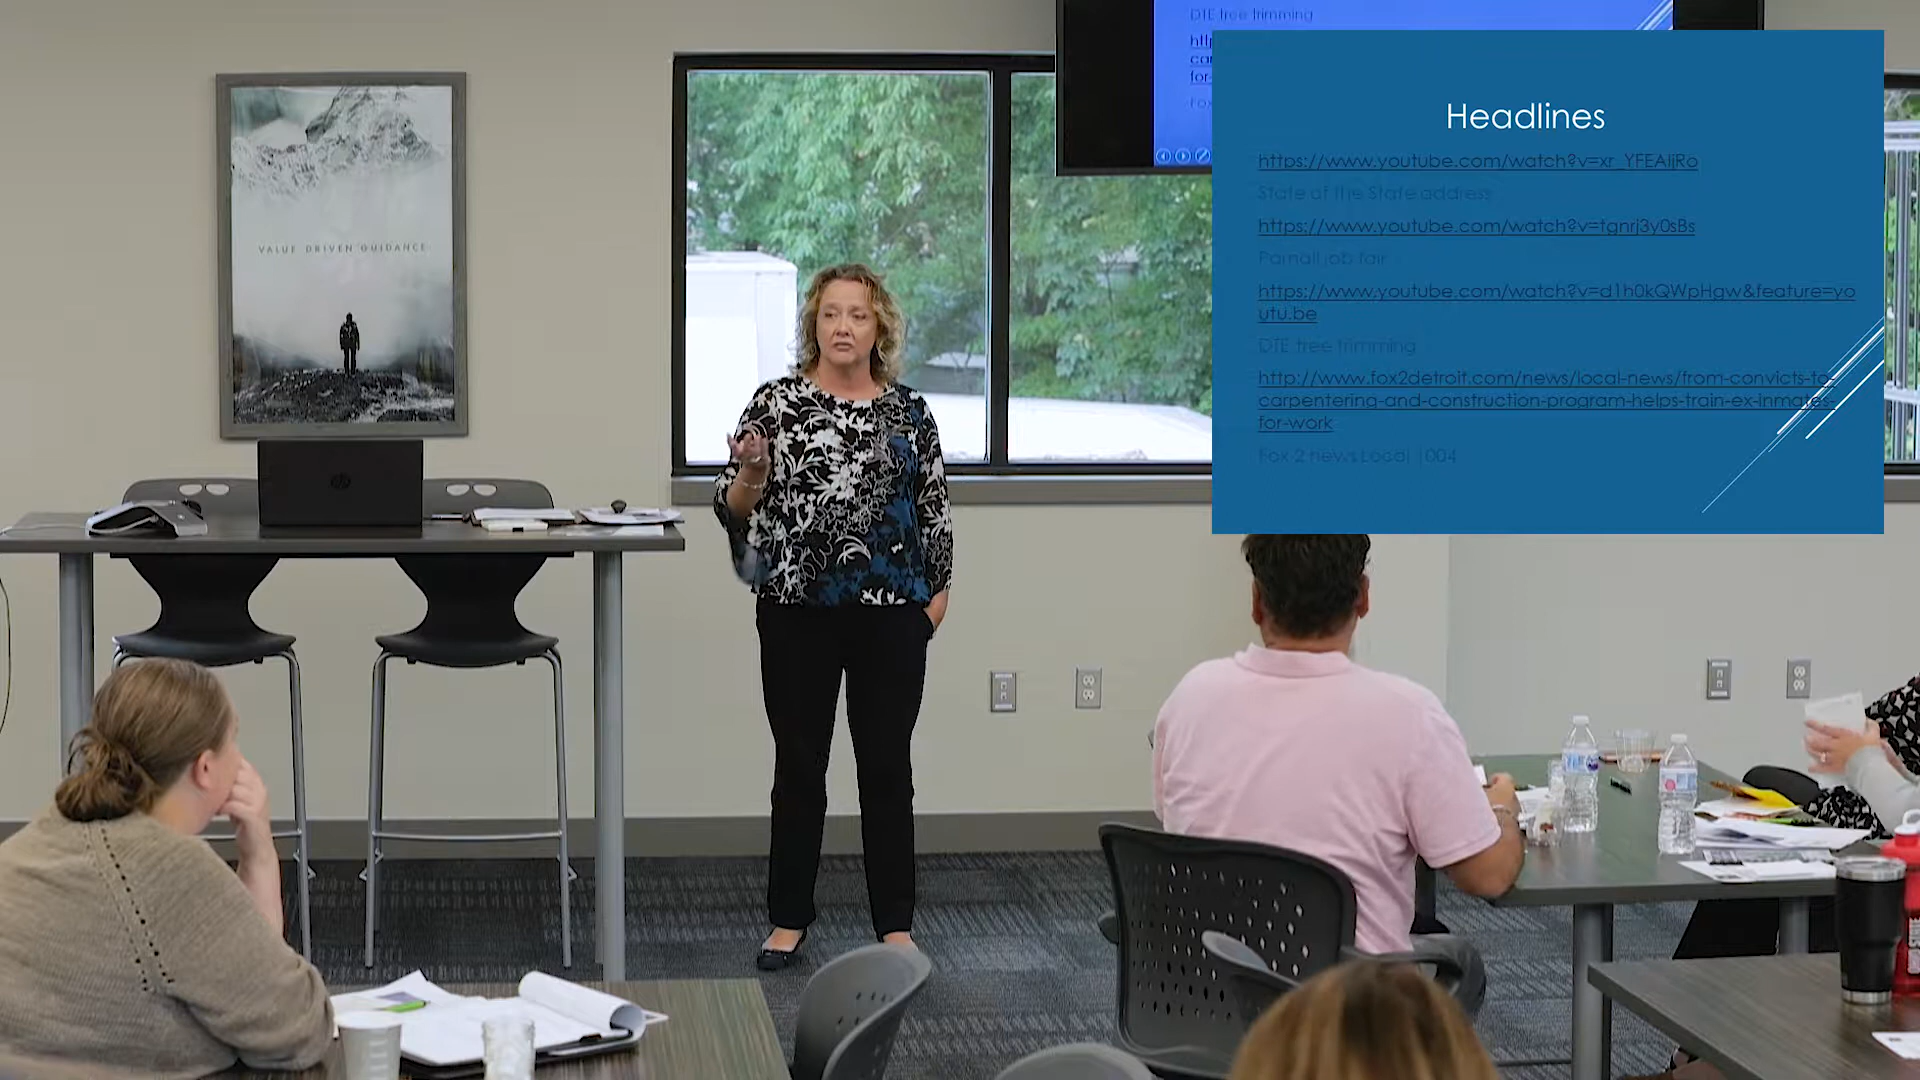 DTE tree trimming
VALUE DRIVEN GUIDANCE
Headlines
https://www.youtube.com/watch?v=xr_YFEAljRo
State of the State address
https://www.youtube.com/watch?v=tgnrj3y0sBs
Parnall job fair
https://www.youtube.com/watch?v=d1h0kQWpHgw&feature=yo
utu.be
DTE tree trimming
http://www.fox2detroit.com/news/local-news/from-convicts-to-
carpentering-and-construction-program-helps-train-ex-inmates-
for-work
Fox 2 news Local 1004